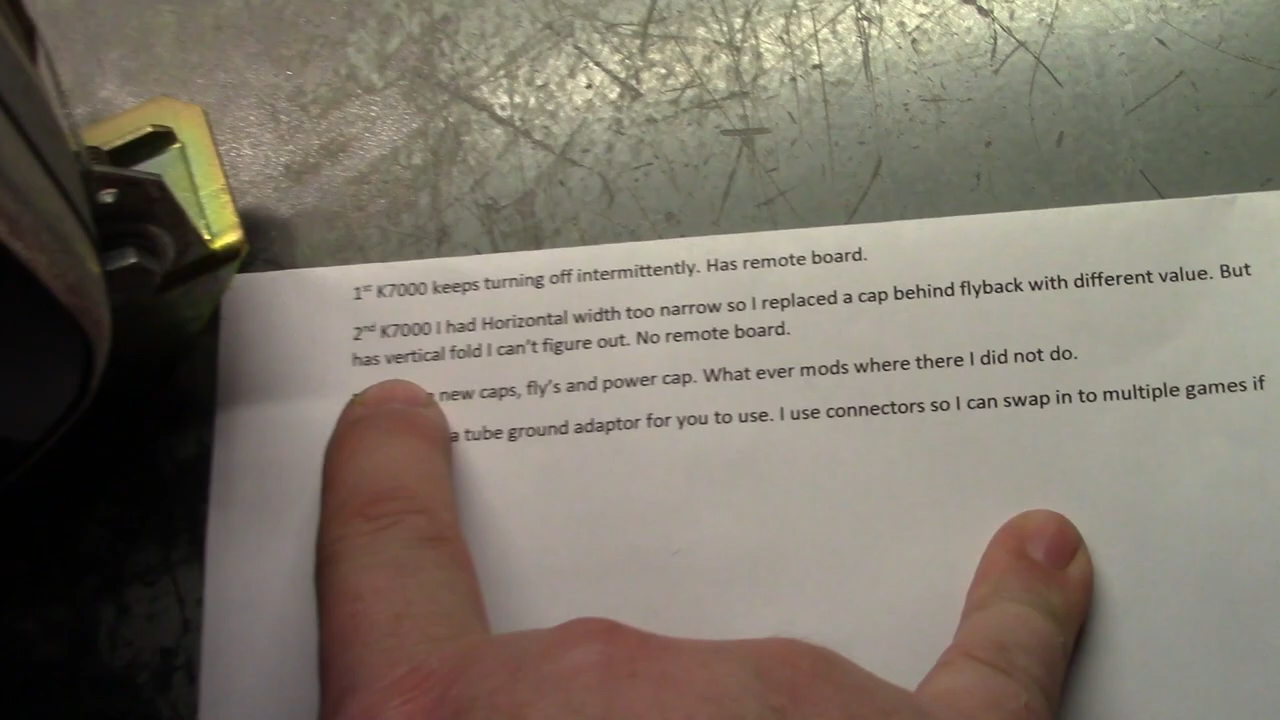 1st K7000 keeps turning off intermittently. Has remote board.
2nd K7000 I had Horizontal width too narrow so I replaced a cap behind flyback with different value. But
has vertical fold I can't figure out. No remote board.
new caps, fly's and power cap. What ever mods where there I did not do.
a tube ground adaptor for you to use. I use connectors so I can swap in to multiple games if